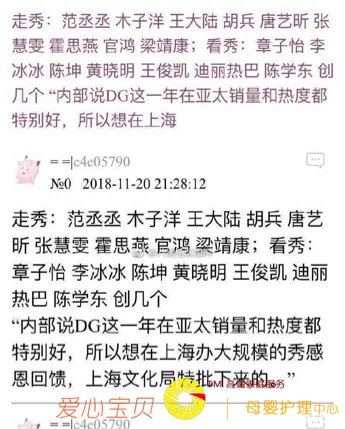 走秀：范丞丞 木子洋 王大陆 胡兵 唐艺昕 张
慧雯 霍思燕 官鸿 梁靖康；看秀：章子怡 李
冰冰 陈坤 黄晓明 王俊凯 迪丽热巴 陈学东 创
几个 “内部说DG这一年在亚太销量和热度都
特别好，所以想在上海
= ==|c4e05790
№0 2018-11-20 21:28:12
走秀：范丞丞 木子洋 王大陆 胡兵 唐艺
昕 张慧雯 霍思燕 官鸿 梁靖康；看秀：
章子怡 李冰冰 陈坤 黄晓明 王俊凯 迪丽
热巴 陈学东 创几个
“内部说DG这一年在亚太销量和热度都
特别好，所以想在上海办大规模的秀感
恩回馈，上海文化局特批下来的。”
爱心宝贝
母婴护理中心
= ==|c4e05790